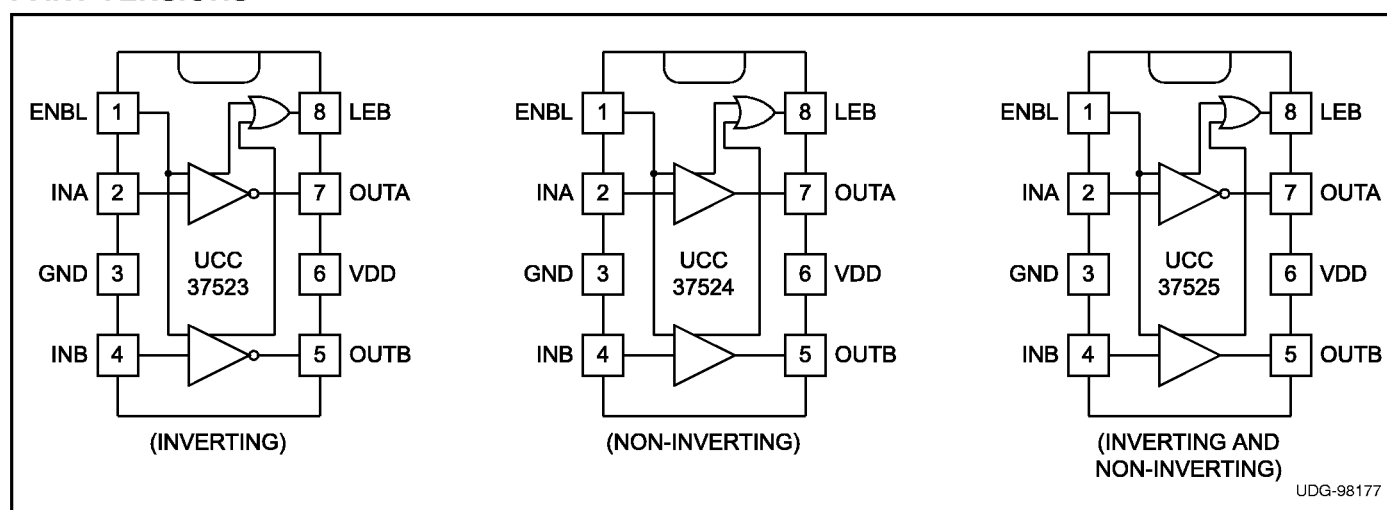 ENBL 1 8 LEB
INA 2 7 OUTA
GND 3 6 VDD
UCC
37523
INB 4 5 OUTB
(INVERTING)
ENBL 1 8 LEB
INA 2 7 OUTA
GND 3 6 VDD
UCC
37524
INB 4 5 OUTB
(NON-INVERTING)
ENBL 1 8 LEB
INA 2 7 OUTA
GND 3 6 VDD
UCC
37525
INB 4 5 OUTB
(INVERTING AND
NON-INVERTING)
UDG-98177